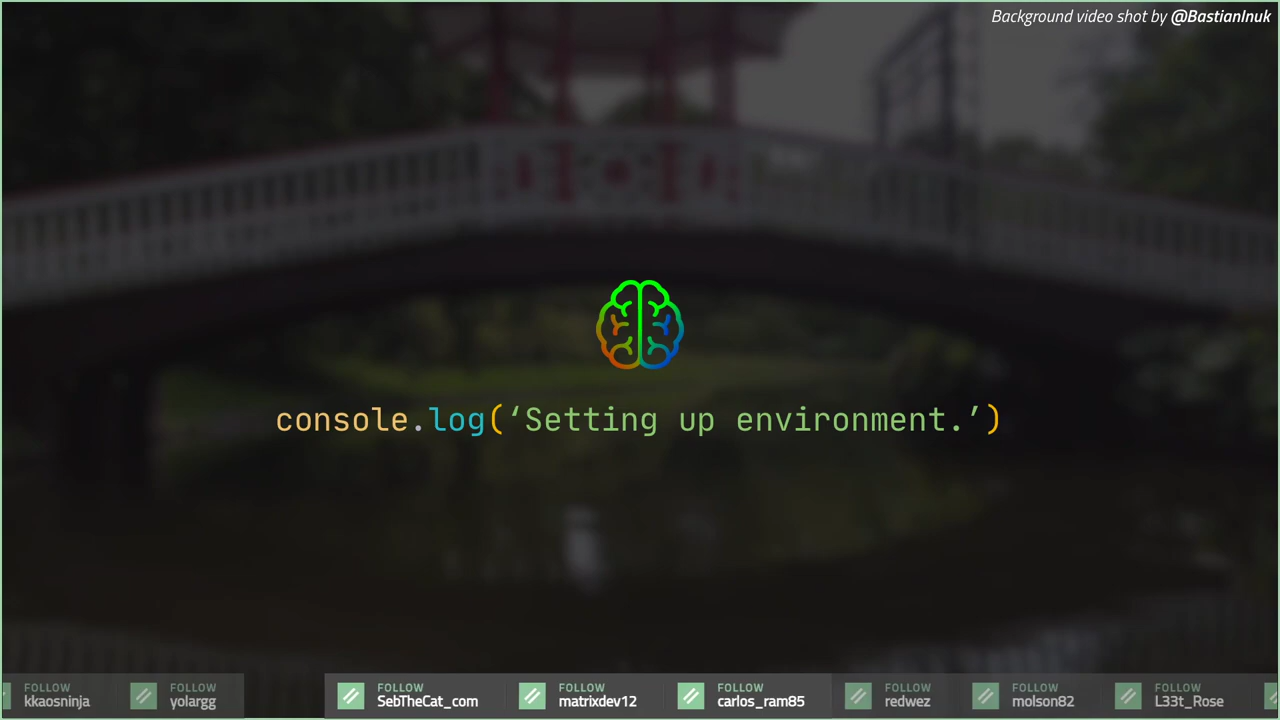 Background video shot by @BastianInuk
console.log(‘Setting up environment.’)
FOLLOW
kkaosninja
FOLLOW
yolargg
FOLLOW
SebTheCat_com
FOLLOW
matrixdev12
FOLLOW
carlos_ram85
FOLLOW
redwez
FOLLOW
molson82
FOLLOW
L33t_Rose